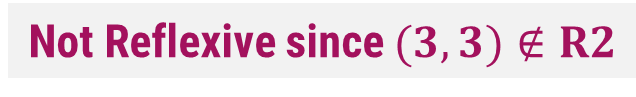 Not Reflexive since (3, 3) ∉ R2